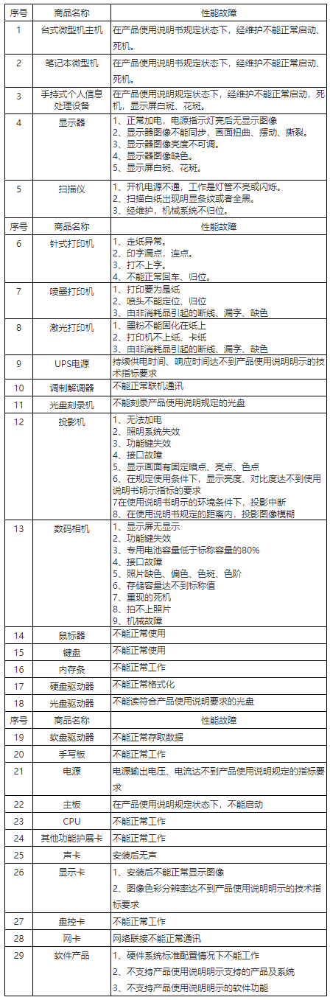 序号 商品名称 性能故障
1 台式微型机主机 在产品使用说明书规定状态下，经维护不能正常启动、
死机。
2 笔记本微型机 在产品使用说明书规定状态下，经维护不能正常启动、
死机。
3 手持式个人信息 在产品使用说明规定状态下，经维护不能正常启动，死
处理设备 机，显示屏白斑、花斑。
4 显示器 1、正常加电，电源指示灯亮后无显示图像
2、显示器图像不能同步，画面扭曲、摆动、撕裂。
3、显示器图像亮度不可调。
4、显示器图像缺色。
5、显示屏白斑、花斑。
5 扫描仪 1、开机电源不通，工作是灯管不亮或闪烁。
2、扫描白纸出现明显条纹或者全黑。
3、经维护，机械系统不归位。
序号 商品名称 性能故障
6 针式打印机 1、走纸异常。
2、印字漏点，连点。
3、打不上字。
4、不能正常回车、归位。
7 喷墨打印机 1、打印要为是纸
2、喷头不能定位、归位
3、由非消耗品引起的断线、漏字、缺色
8 激光打印机 1、墨粉不能固化在纸上
2、打印机不上纸、卡纸
3、由非消耗品引起的断线、漏字、缺色
9 UPS电源 持续供电时间、响应时间达不到产品使用说明明示的技
术指标要求
10 调制解调器 不能正常联机通讯
11 光盘刻录机 不能刻录产品使用说明规定的光盘
12 投影机 1、无法加电
2、照明系统失效
3、功能键失效
4、接口故障
5、显示画面有固定暗点、亮点、色点
6、在规定使用条件下，显示亮度、对比度达不到使用
说明书明示指标的要求
7在使用说明书明示的环境条件下，投影中断
8、在使用说明书规定的距离内，投影图像模糊
13 数码相机 1、显示屏无显示
2、功能键失效
3、专用电池容量低于标称容量的80%
4、接口故障
5、照片缺色、偏色、色斑、色阶
6、存储容量达不到标称值
7、重现的死机
8、拍不上照片
9、机械故障
14 鼠标器 不能正常使用
15 键盘 不能正常使用
16 内存条 不能正常工作
17 硬盘驱动器 不能正常格式化
18 光盘驱动器 不能读符合产品使用说明要求的光盘
序号 商品名称 性能故障
19 软盘驱动器 不能正常存取数据
20 手写板 不能正常工作
21 电源 电源输出电压、电流达不到产品使用说明规定的指标要
求
22 主板 在产品使用说明规定状态下，不能启动
23 CPU 不能正常工作
24 其他功能护展卡 不能正常工作
25 声卡 安装后无声
26 显示卡 1、安装后不能正常显示图像
2、图像色彩分辨率达不到产品使用说明明示的技术指
标要求
27 盘控卡 不能正常工作
28 网卡 网络联接不能正常通讯
29 软件产品 1、硬件系统标准配置情况下不能工作
2、不支持产品使用说明明示支持的产品及系统
3、不支持产品使用说明明示的软件功能